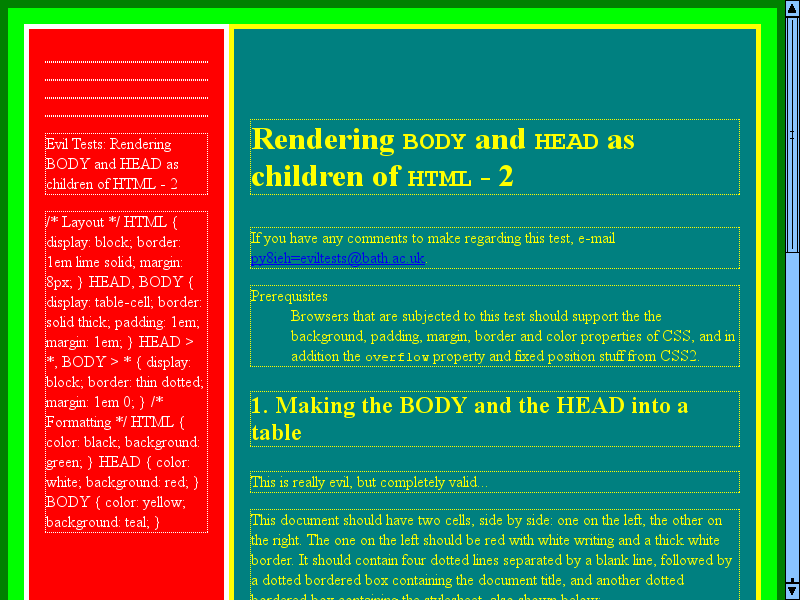 Evil Tests: Rendering
BODY and HEAD as
children of HTML - 2
/* Layout */ HTML {
display: block; border:
1em lime solid; margin:
8px; } HEAD, BODY {
display: table-cell; border:
solid thick; padding: 1em;
margin: 1em; } HEAD >
*, BODY > * { display:
block; border: thin dotted;
margin: 1em 0; } /*
Formatting */ HTML {
color: black; background:
green; } HEAD { color:
white; background: red; }
BODY { color: yellow;
background: teal; }
Rendering BODY and HEAD as
children of HTML - 2
If you have any comments to make regarding this test, e-mail
py8ieh=eviltests@bath.ac.uk.
Prerequisites
Browsers that are subjected to this test should support the the
background, padding, margin, border and color properties of CSS, and in
addition the overflow property and fixed position stuff from CSS2.
1. Making the BODY and the HEAD into a
table
This is really evil, but completely valid...
This document should have two cells, side by side: one on the left, the other on
the right. The one on the left should be red with white writing and a thick white
border. It should contain four dotted lines separated by a blank line, followed by
a dotted bordered box containing the document title, and another dotted
bordered box containing the stylesheet, also shown below: